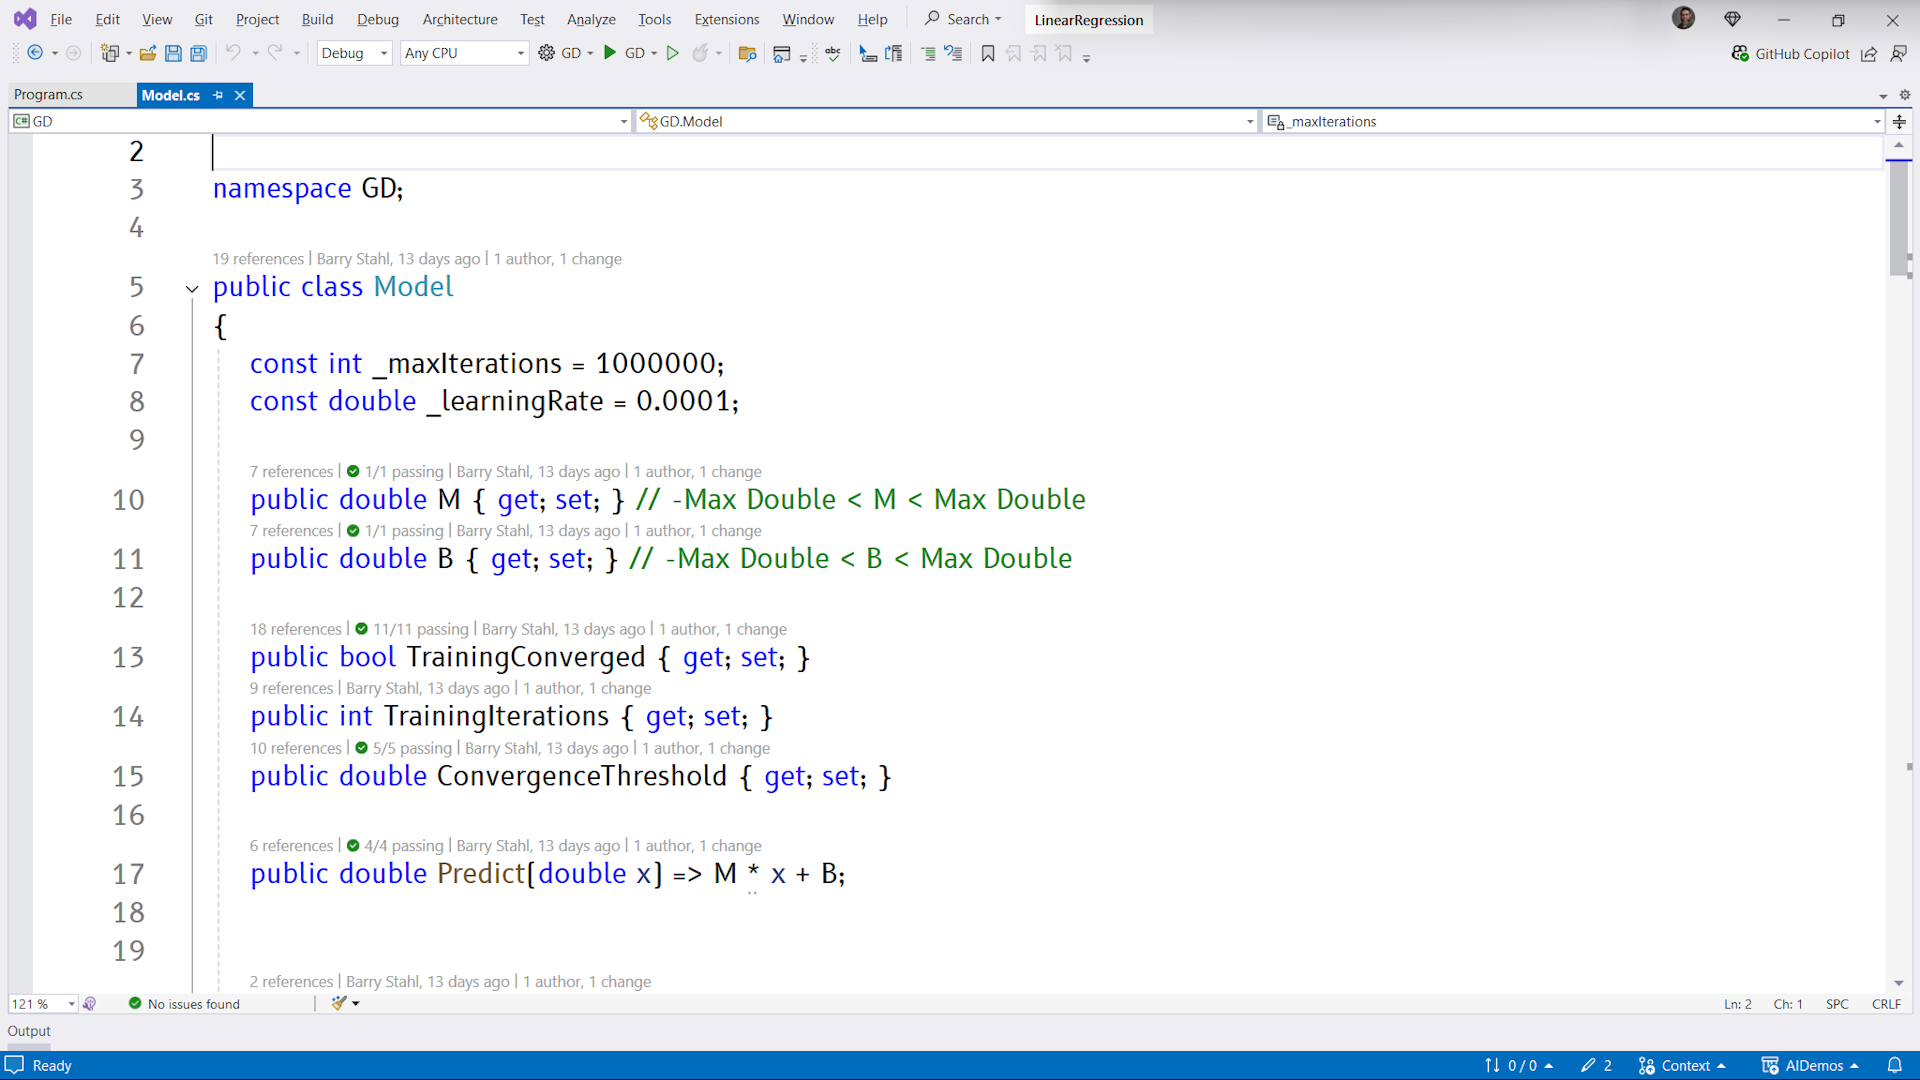 File Edit View Git Project Build Debug Architecture Test Analyze Tools Extensions Window Help Search LinearRegression
Debug Any CPU GD GD abc GitHub Copilot
Program.cs Model.cs
C# GD GD.Model _maxIterations
2
3 namespace GD;
4
19 references | Barry Stahl, 13 days ago | 1 author, 1 change
5 public class Model
6 {
7 const int _maxIterations = 1000000;
8 const double _learningRate = 0.0001;
9
7 references | 1/1 passing | Barry Stahl, 13 days ago | 1 author, 1 change
10 public double M { get; set; } // -Max Double < M < Max Double
7 references | 1/1 passing | Barry Stahl, 13 days ago | 1 author, 1 change
11 public double B { get; set; } // -Max Double < B < Max Double
12
18 references | 11/11 passing | Barry Stahl, 13 days ago | 1 author, 1 change
13 public bool TrainingConverged { get; set; }
9 references | Barry Stahl, 13 days ago | 1 author, 1 change
14 public int TrainingIterations { get; set; }
10 references | 5/5 passing | Barry Stahl, 13 days ago | 1 author, 1 change
15 public double ConvergenceThreshold { get; set; }
16
6 references | 4/4 passing | Barry Stahl, 13 days ago | 1 author, 1 change
17 public double Predict(double x) => M * x + B;
18
19
2 references | Barry Stahl, 13 days ago | 1 author, 1 change
121 % No issues found Ln: 2 Ch: 1 SPC CRLF
Output
Ready 0 / 0 2 Context AIDemos